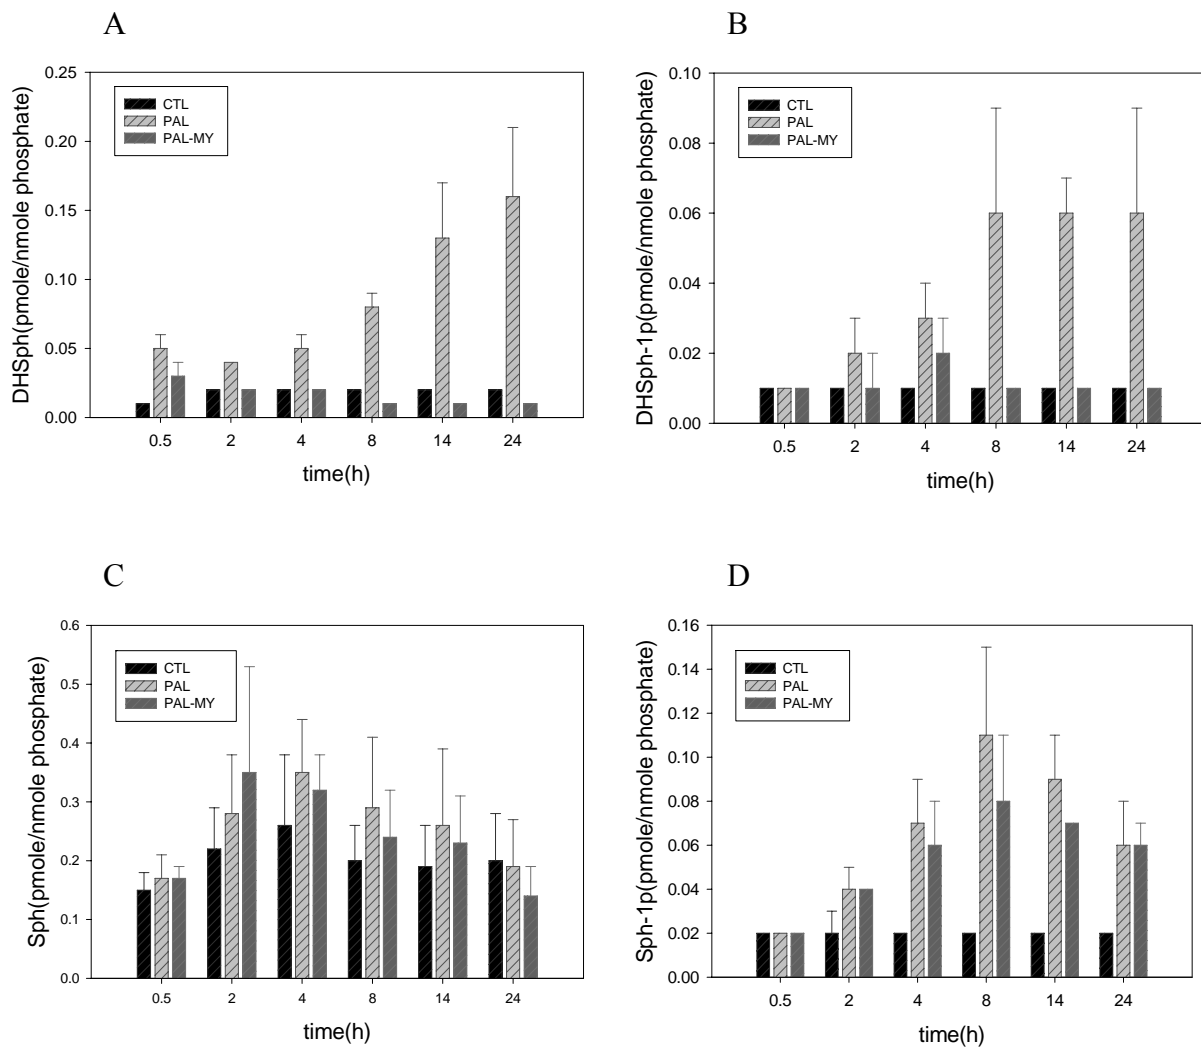 A
DHSph(pmole/nmole phosphate)
0.25
0.20
0.15
0.10
0.05
0.00
CTL
PAL
PAL-MY
0.5 2 4 8 14 24
time(h)
B
DHSph-1p(pmole/nmole phosphate)
0.10
0.08
0.06
0.04
0.02
0.00
CTL
PAL
PAL-MY
0.5 2 4 8 14 24
time(h)
C
Sph(pmole/nmole phosphate)
0.6
0.5
0.4
0.3
0.2
0.1
0.0
CTL
PAL
PAL-MY
0.5 2 4 8 14 24
time(h)
D
Sph-1p(pmole/nmole phosphate)
0.16
0.14
0.12
0.10
0.08
0.06
0.04
0.02
0.00
CTL
PAL
PAL-MY
0.5 2 4 8 14 24
time(h)